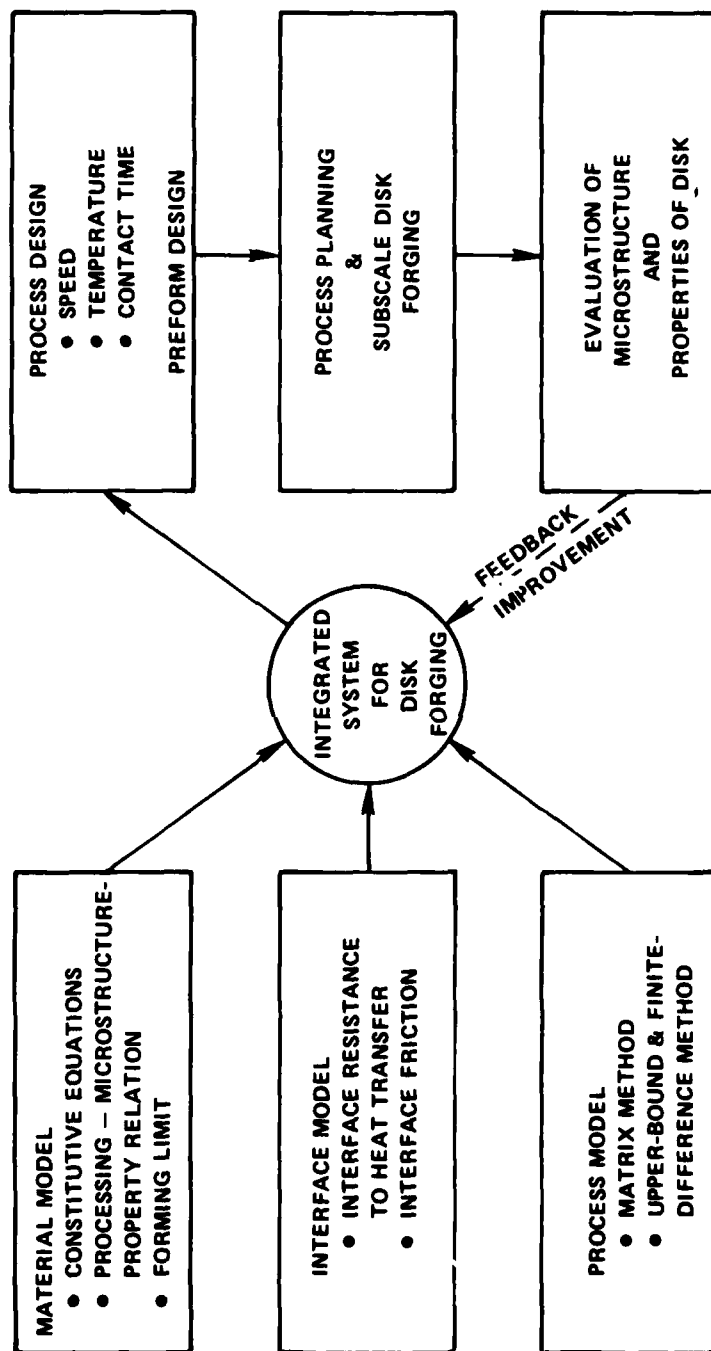 MATERIAL MODEL
● CONSTITUTIVE EQUATIONS
● PROCESSING – MICROSTRUCTURE-
PROPERTY RELATION
● FORMING LIMIT
INTERFACE MODEL
● INTERFACE RESISTANCE
TO HEAT TRANSFER
● INTERFACE FRICTION
PROCESS MODEL
● MATRIX METHOD
● UPPER-BOUND & FINITE-
DIFFERENCE METHOD
INTEGRATED
SYSTEM
FOR
DISK
FORGING
PROCESS DESIGN
● SPEED
● TEMPERATURE
● CONTACT TIME
PREFORM DESIGN
PROCESS PLANNING
&
SUBSCALE DISK
FORGING
EVALUATION OF
MICROSTRUCTURE
AND
PROPERTIES OF DISK
FEEDBACK
IMPROVEMENT